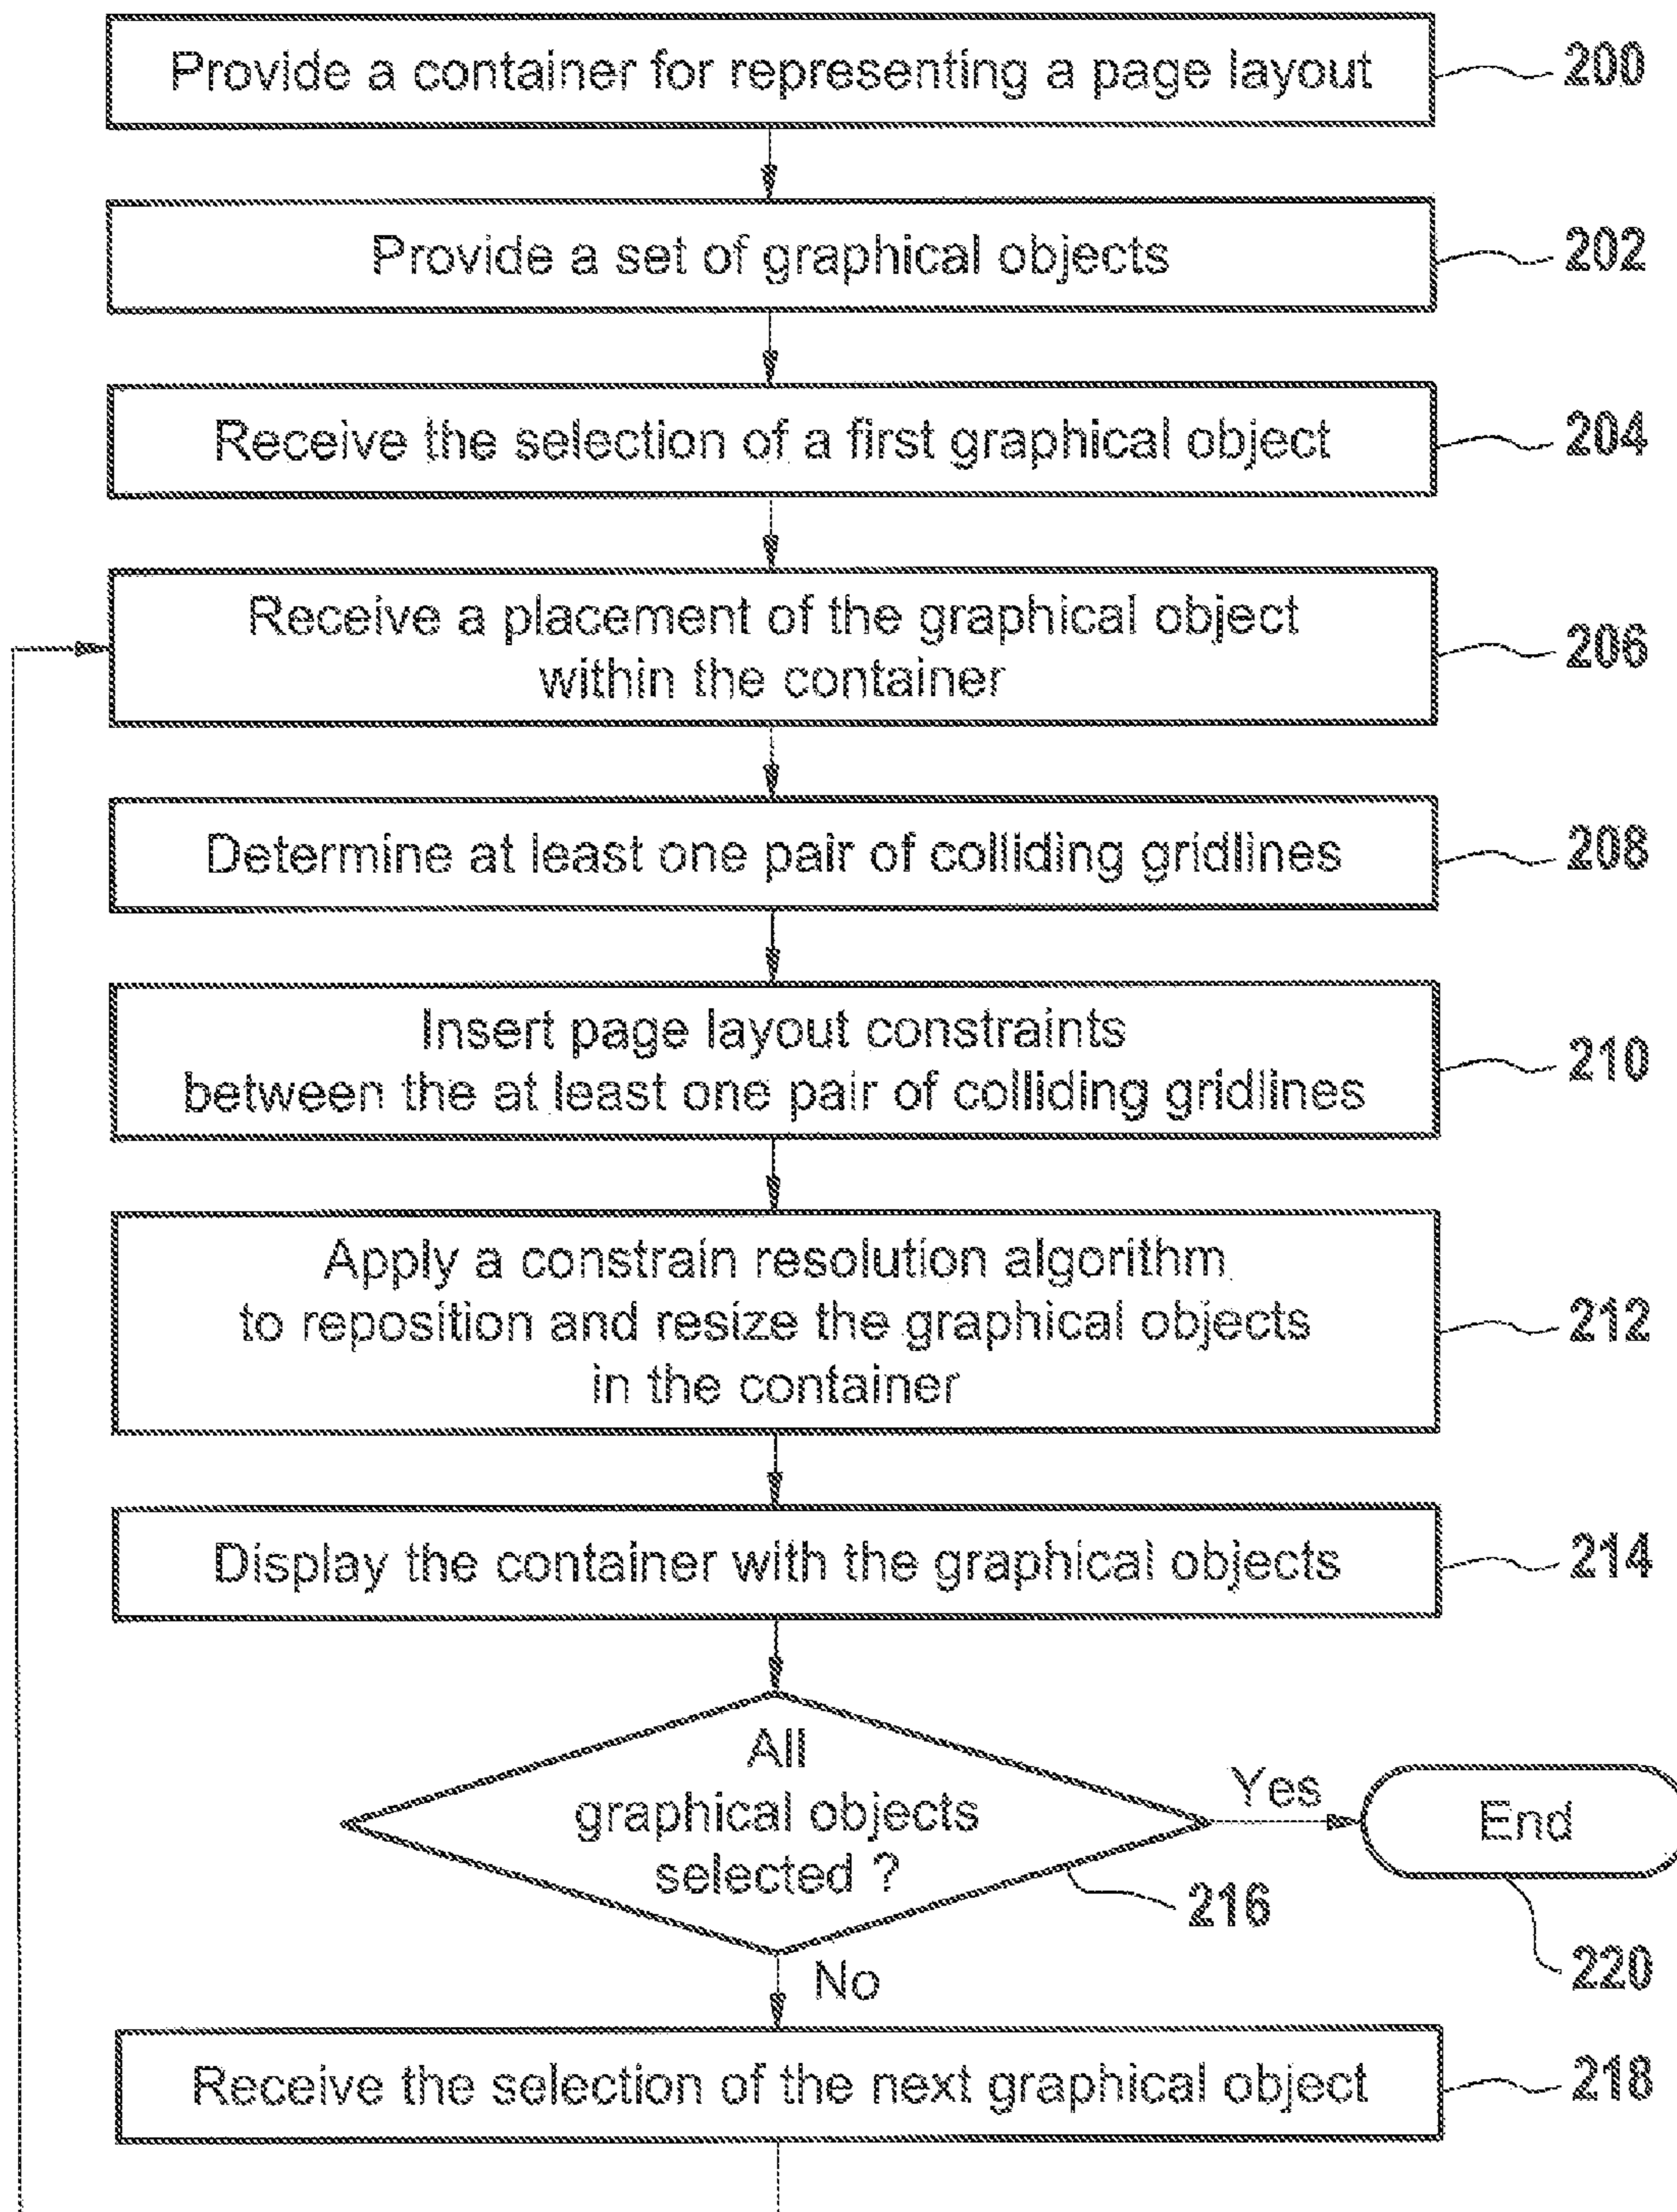 Provide a container for representing a page layout
200
Provide a set of graphical objects
202
Receive the selection of a first graphical object
204
Receive a placement of the graphical object
within the container
206
Determine at least one pair of colliding gridlines
208
Insert page layout constraints
between the at least one pair of colliding gridlines
210
Apply a constrain resolution algorithm
to reposition and resize the graphical objects
in the container
212
Display the container with the graphical objects
214
All
graphical objects
selected ?
216
Yes
End
220
No
Receive the selection of the next graphical object
218